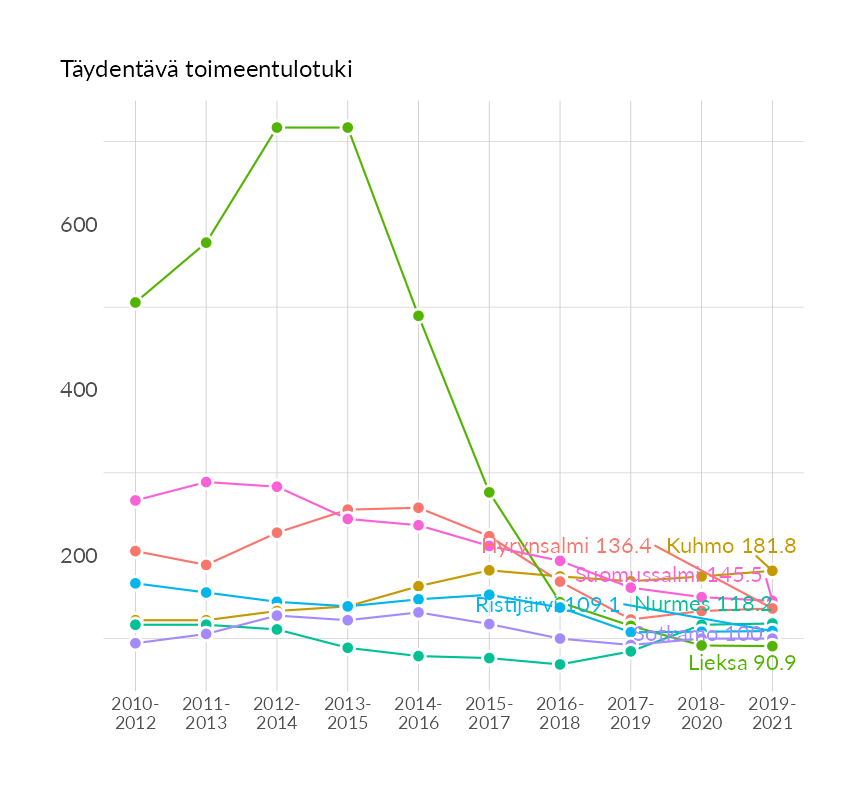 Täydentävä toimeentulotuki
600
400
200
Hyrynsalmi 136.4
Kuhmo 181.8
Suomussalmi 145.5
Ristijärvi 109.1
Nurmes 118.2
Sotkamo 100
Lieksa 90.9
2010-
2012
2011-
2013
2012-
2014
2013-
2015
2014-
2016
2015-
2017
2016-
2018
2017-
2019
2018-
2020
2019-
2021